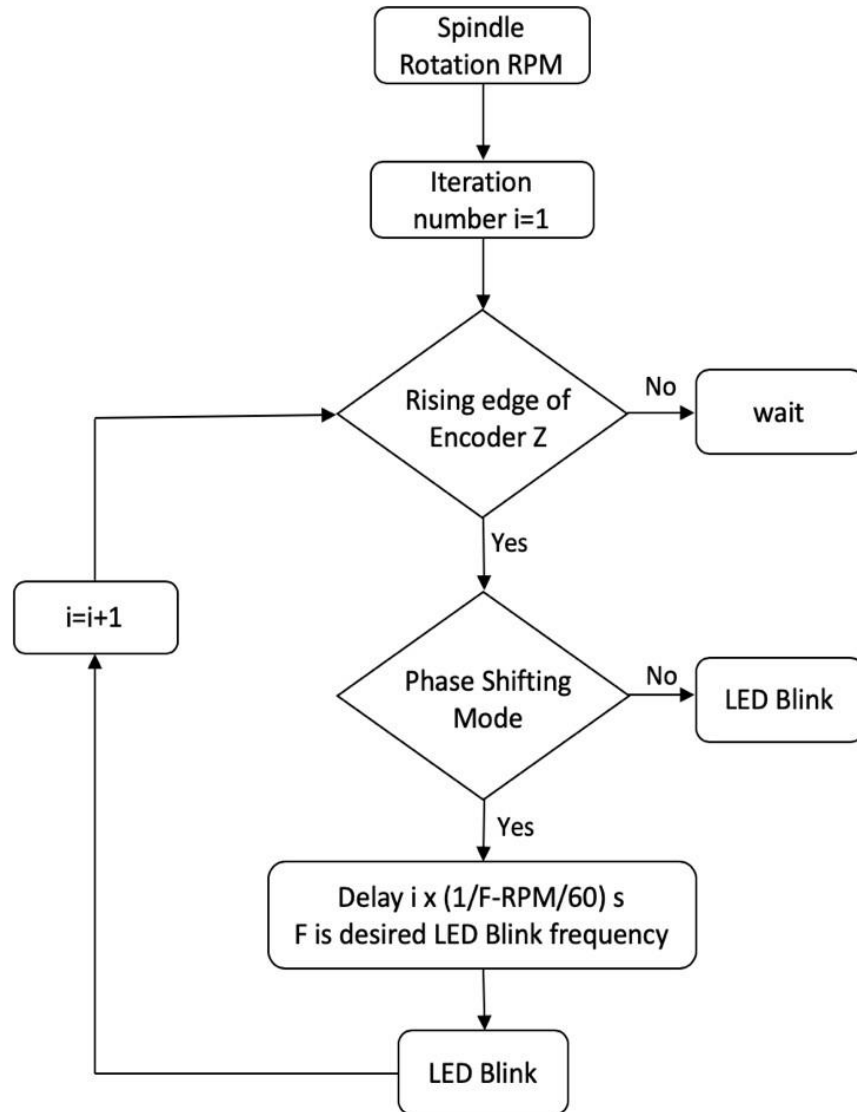 Spindle
Rotation RPM
Iteration
number i=1
Rising edge of
Encoder Z
No
wait
Yes
i=i+1
Phase Shifting
Mode
No
LED Blink
Yes
Delay i x (1/F-RPM/60) s
F is desired LED Blink frequency
LED Blink